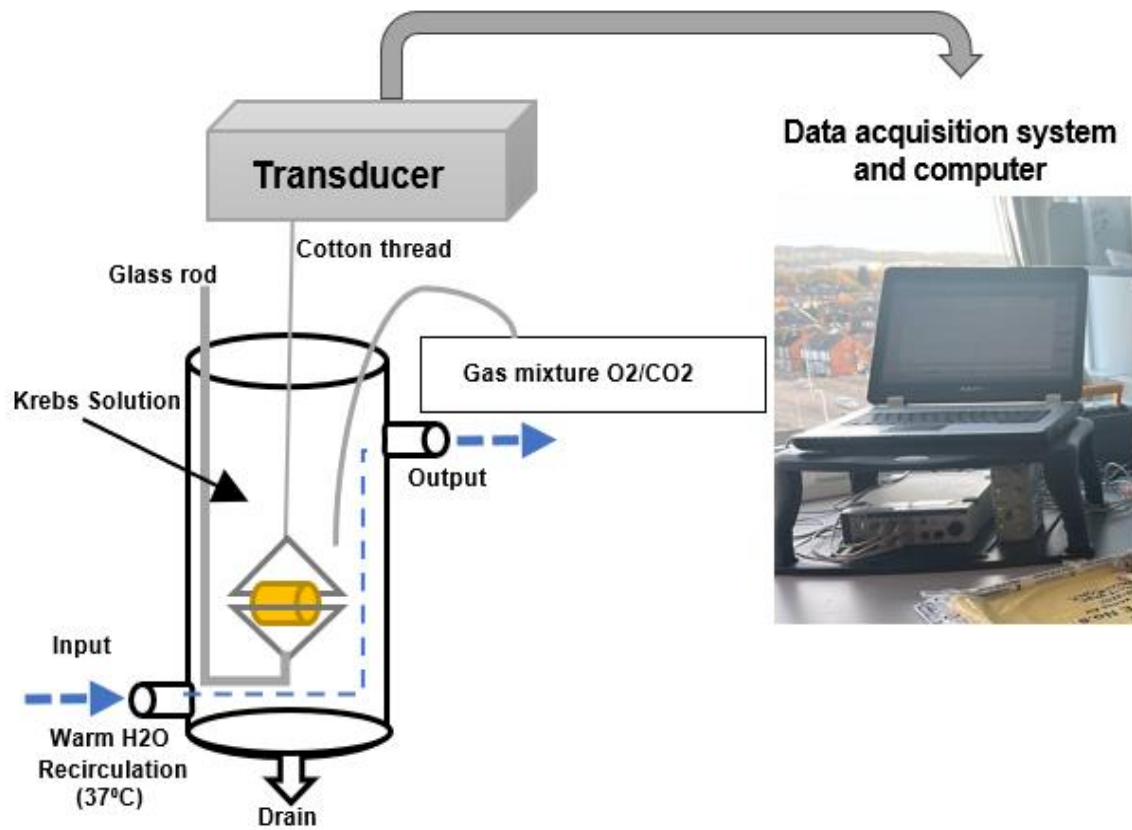 Transducer
Data acquisition system
and computer
Cotton thread
Glass rod
Gas mixture O2/CO2
Krebs Solution
Output
Input
Warm H2O
Recirculation
(37⁰C)
Drain